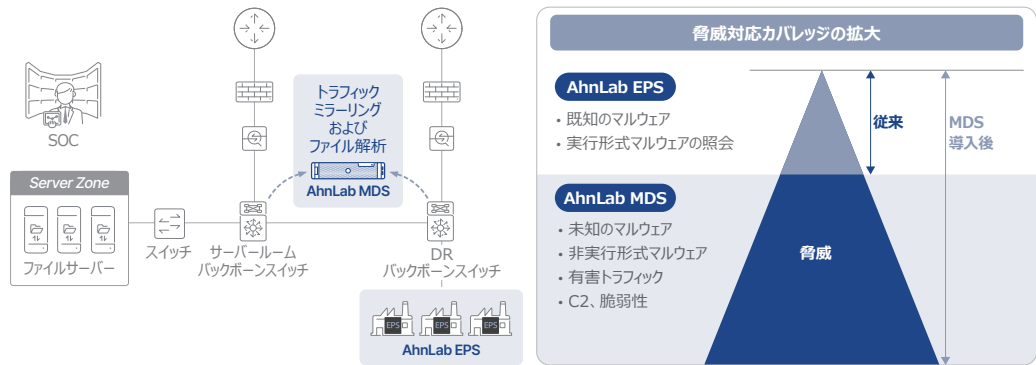 SOC
Server Zone
ファイルサーバー
スイッチ
サーバールーム
バックボーンスイッチ
トラフィック
ミラーリング
および
ファイル解析
AhnLab MDS
DR
バックボーンスイッチ
EPS
EPS
EPS
AhnLab EPS
脅威対応カバレッジの拡大
AhnLab EPS
・既知のマルウェア
・実行形式マルウェアの照会
従来
MDS
導入後
AhnLab MDS
・未知のマルウェア
・非実行形式マルウェア
・有害トラフィック
・C2、脆弱性
脅威